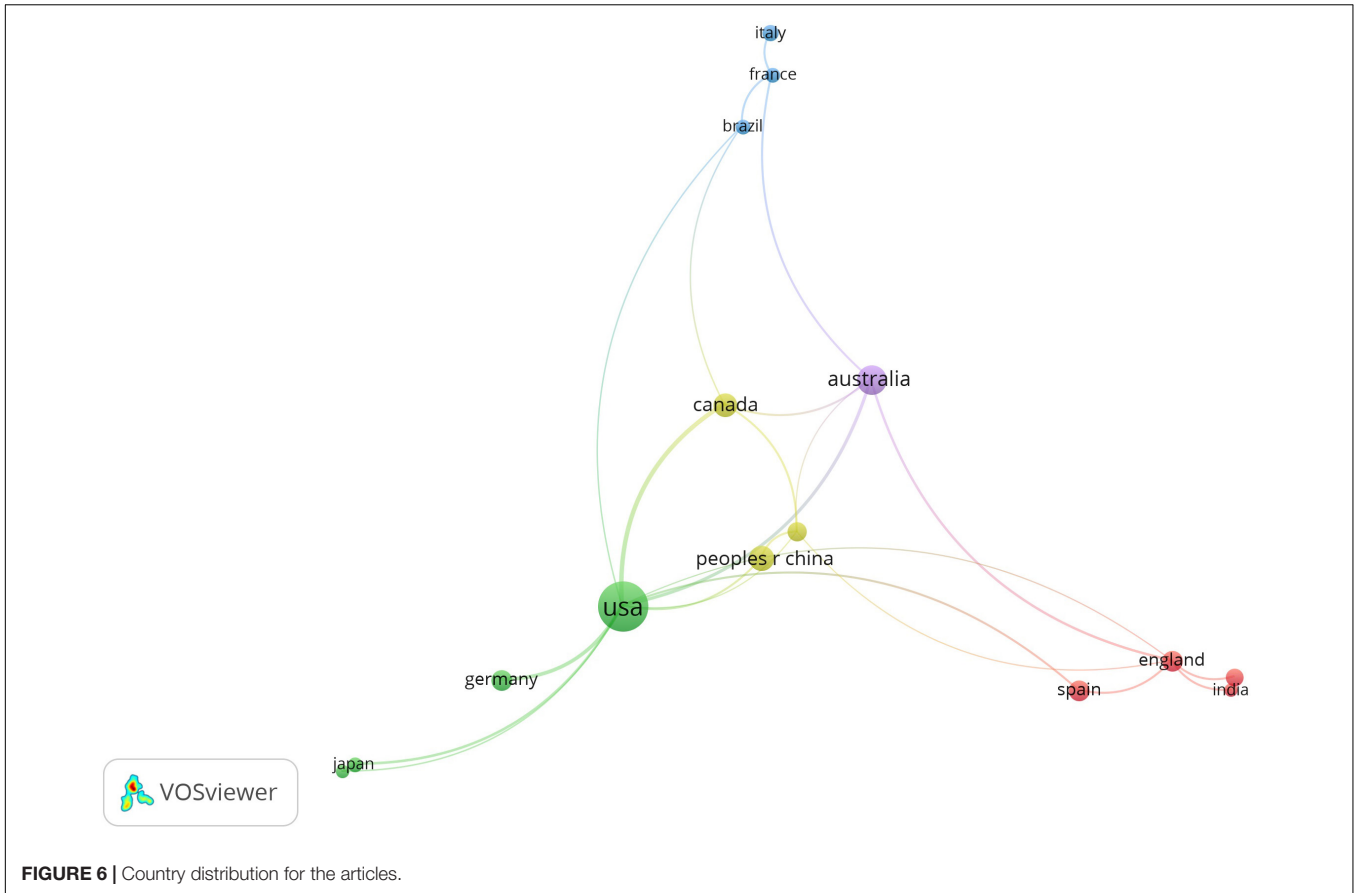 italy
france
brazil
australia
canada
peoples r china
usa
england
germany
spain
india
japan
VOSviewer
FIGURE 6 | Country distribution for the articles.